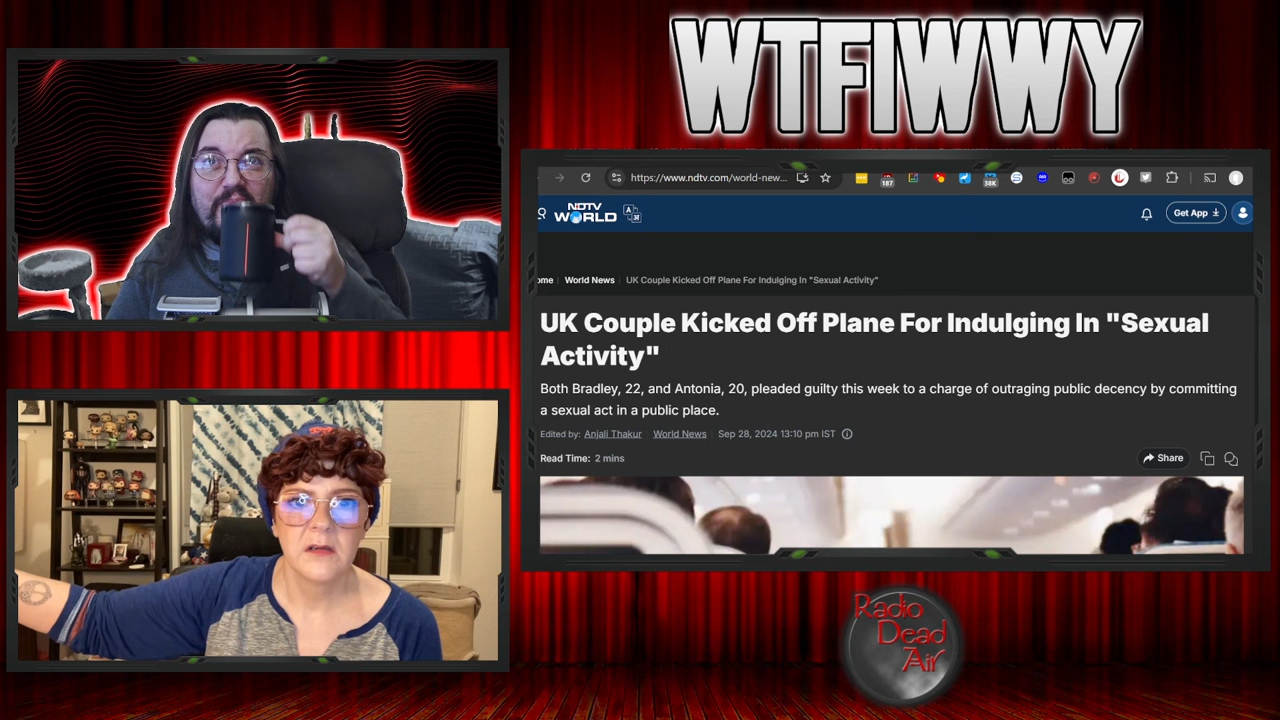 WTFIWWY
https://www.ndtv.com/world-new...
187
38K
NDTV
WORLD
Get App
ome World News UK Couple Kicked Off Plane For Indulging In "Sexual Activity"
UK Couple Kicked Off Plane For Indulging In "Sexual
Activity"
Both Bradley, 22, and Antonia, 20, pleaded guilty this week to a charge of outraging public decency by committing
a sexual act in a public place.
Edited by: Anjali Thakur World News Sep 28, 2024 13:10 pm IST
Read Time: 2 mins
Share
Radio
Dead
Air